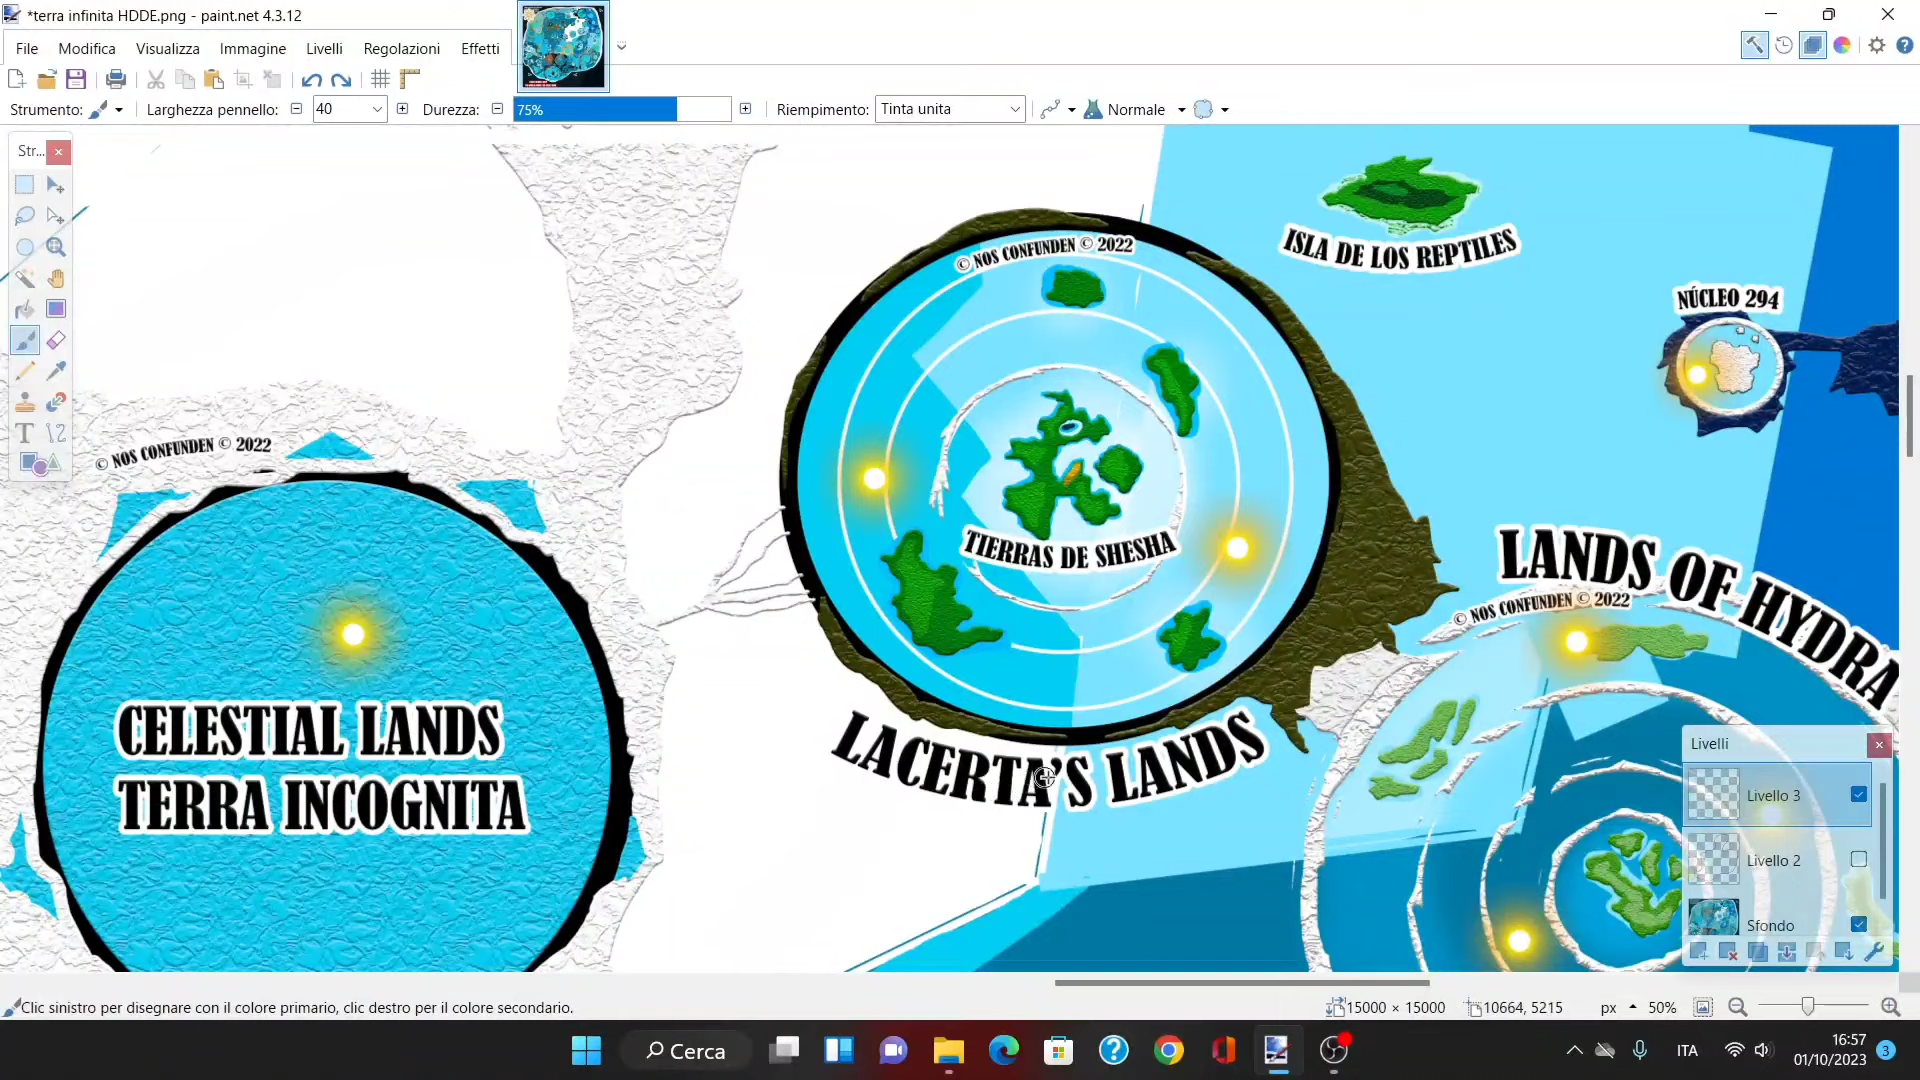 *terra infinita HDDE.png - paint.net 4.3.12
File Modifica Visualizza Immagine Livelli Regolazioni Effetti
Strumento: Larghezza pennello: 40 Durezza: 75% Riempimento: Tinta unita Normale
Str...
© NOS CONFUNDEN © 2022
ISLA DE LOS REPTILES
NÚCLEO 294
© NOS CONFUNDEN © 2022
TIERRAS DE SHESHA
LANDS OF HYDRA
© NOS CONFUNDEN © 2022
CELESTIAL LANDS
TERRA INCOGNITA
LACERTA'S LANDS
Livelli
Livello 3
Livello 2
Sfondo
Clic sinistro per disegnare con il colore primario, clic destro per il colore secondario.
15000 × 15000 10664, 5215 px 50%
Cerca
ITA
16:57
01/10/2023
3